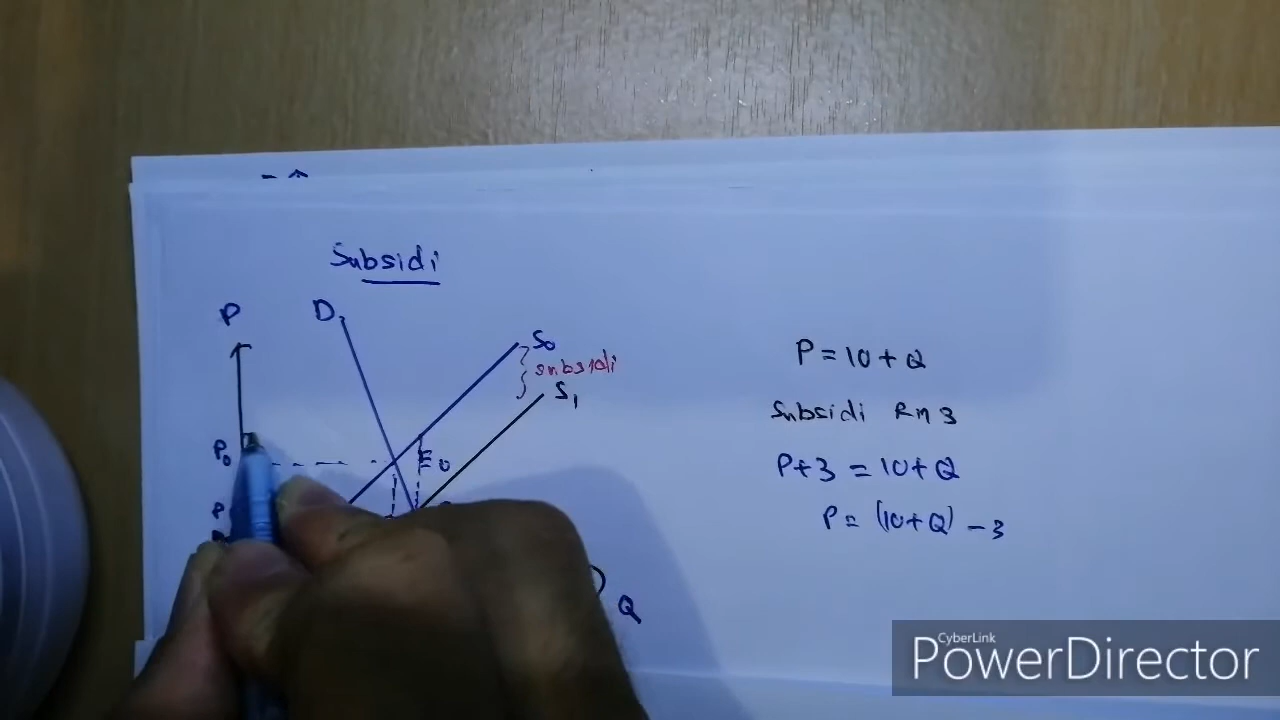 Subsidi
P
D
S0
subsidi
S1
P0
E0
P
Q
P = 10 + Q
Subsidi RM 3
P + 3 = 10 + Q
P = (10 + Q) - 3
CyberLink
PowerDirector